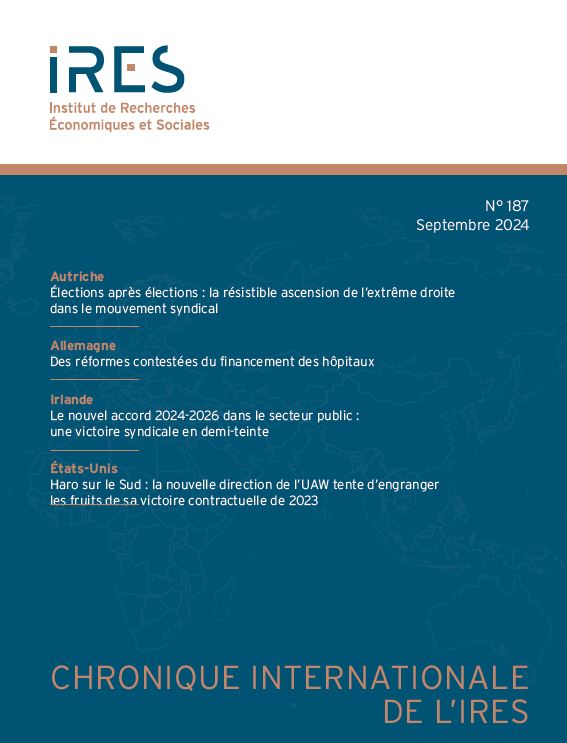 iRES
Institut de Recherches
Économiques et Sociales
N° 187
Septembre 2024
Autriche
Élections après élections : la résistible ascension de l'extrême droite
dans le mouvement syndical
Allemagne
Des réformes contestées du financement des hôpitaux
Irlande
Le nouvel accord 2024-2026 dans le secteur public :
une victoire syndicale en demi-teinte
États-Unis
Haro sur le Sud : la nouvelle direction de l'UAW tente d'engranger
les fruits de sa victoire contractuelle de 2023
CHRONIQUE INTERNATIONALE
DE L'IRES